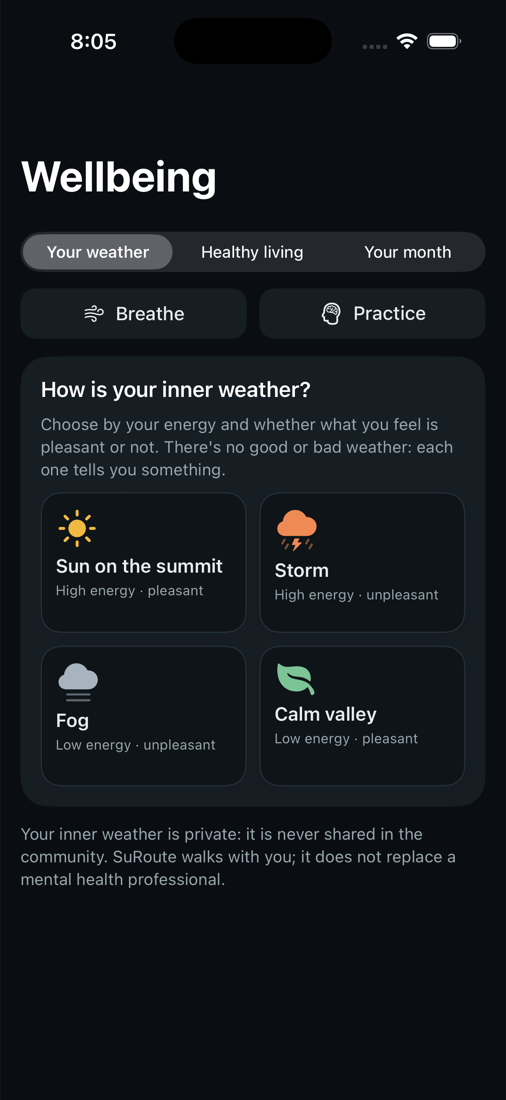 8:05
Wellbeing
Your weather
Healthy living
Your month
Breathe
Practice
How is your inner weather?
Choose by your energy and whether what you feel is
pleasant or not. There's no good or bad weather: each
one tells you something.
Sun on the summit
High energy · pleasant
Storm
High energy · unpleasant
Fog
Low energy · unpleasant
Calm valley
Low energy · pleasant
Your inner weather is private: it is never shared in the
community. SuRoute walks with you; it does not replace a
mental health professional.